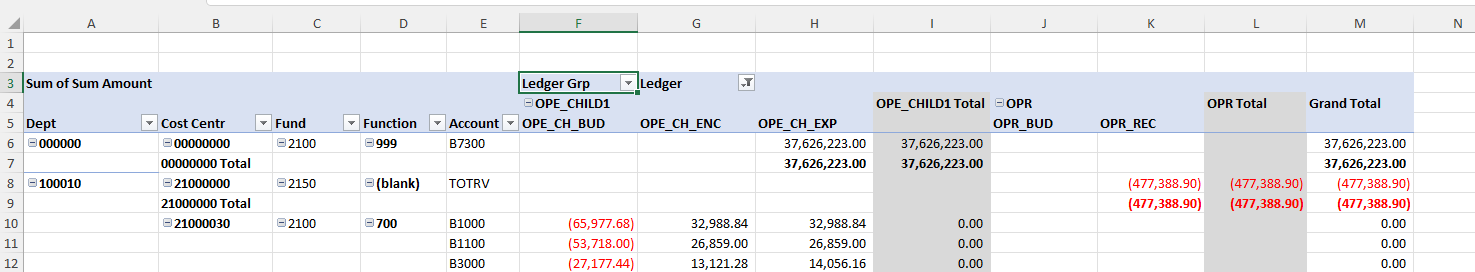 A B C D E F G H I J K L M N
1
2
3 Sum of Sum Amount Ledger Grp Ledger
4 OPE_CHILD1 OPE_CHILD1 Total OPR OPR Total Grand Total
5 Dept Cost Centr Fund Function Account OPE_CH_BUD OPE_CH_ENC OPE_CH_EXP OPR_BUD OPR_REC
6 000000 00000000 2100 999 B7300 37,626,223.00 37,626,223.00 37,626,223.00
7 00000000 Total 37,626,223.00 37,626,223.00 37,626,223.00
8 100010 21000000 2150 (blank) TOTRV (477,388.90) (477,388.90) (477,388.90)
9 21000000 Total (477,388.90) (477,388.90) (477,388.90)
10 21000030 2100 700 B1000 (65,977.68) 32,988.84 32,988.84 0.00 0.00
11 B1100 (53,718.00) 26,859.00 26,859.00 0.00 0.00
12 B3000 (27,177.44) 13,121.28 14,056.16 0.00 0.00